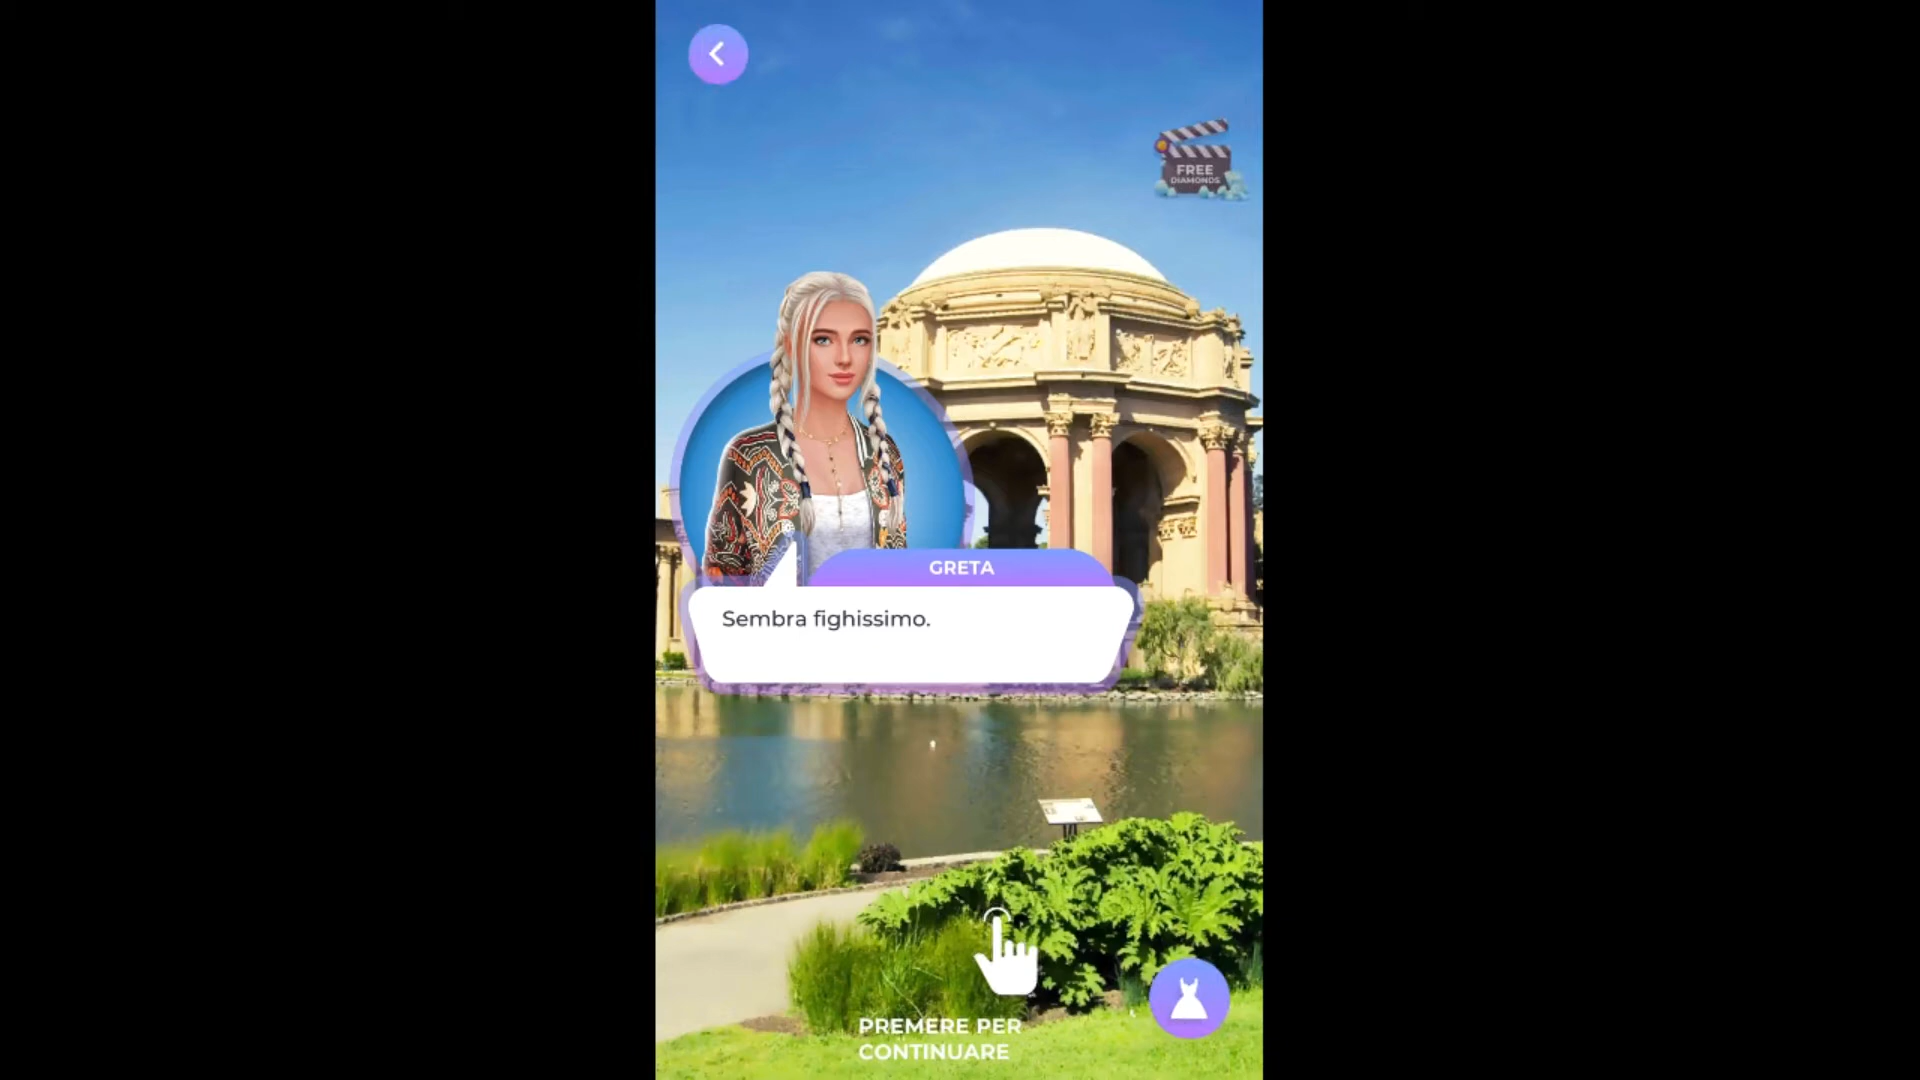 FREE
DIAMONDS
GRETA
Sembra fighissimo.
PREMERE PER
CONTINUARE